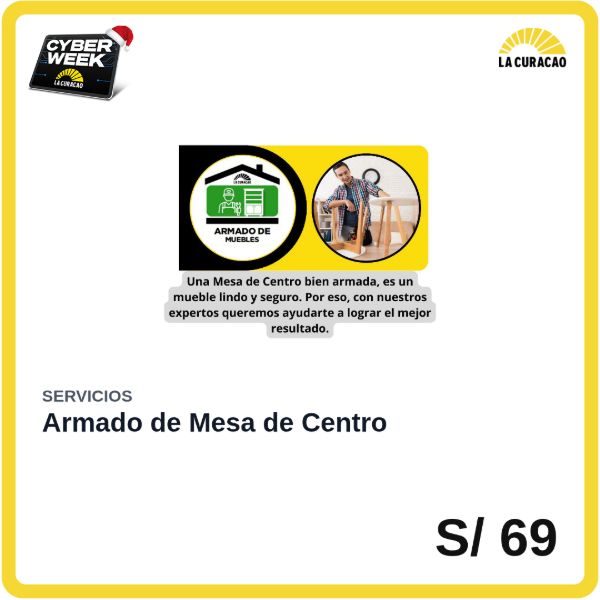 CYBER
WEEK
LA CURACAO
LA CURACAO
LA CURACAO
ARMADO DE
MUEBLES
Una Mesa de Centro bien armada, es un
mueble lindo y seguro. Por eso, con nuestros
expertos queremos ayudarte a lograr el mejor
resultado.
SERVICIOS
Armado de Mesa de Centro
S/ 69